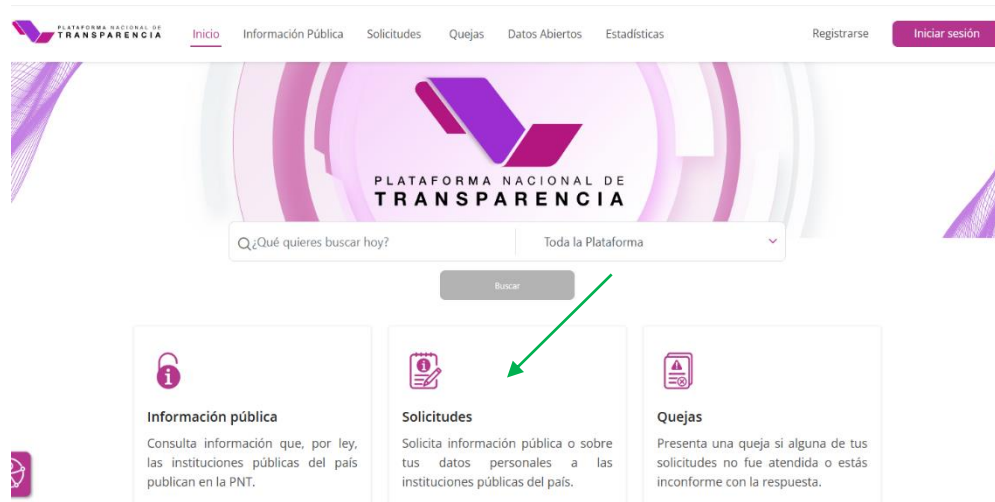 PLATAFORMA NACIONAL DE
TRANSPARENCIA
Inicio Información Pública Solicitudes Quejas Datos Abiertos Estadísticas Registrarse Iniciar sesión
PLATAFORMA NACIONAL DE
TRANSPARENCIA
¿Qué quieres buscar hoy? Toda la Plataforma
Buscar
Información pública
Consulta información que, por ley,
las instituciones públicas del país
publican en la PNT.
Solicitudes
Solicita información pública o sobre
tus datos personales a las
instituciones públicas del país.
Quejas
Presenta una queja si alguna de tus
solicitudes no fue atendida o estás
inconforme con la respuesta.